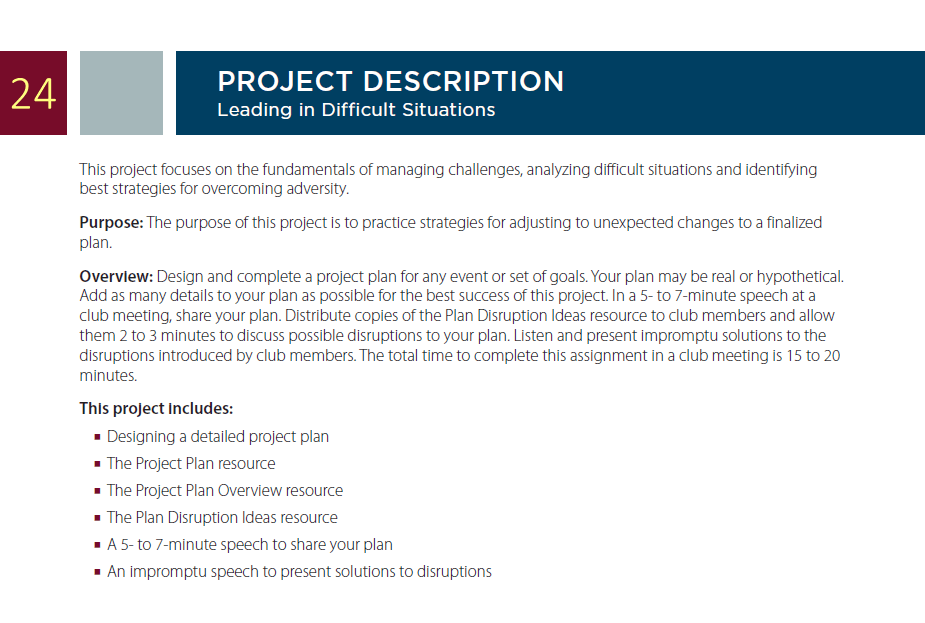 24
PROJECT DESCRIPTION
Leading in Difficult Situations
This project focuses on the fundamentals of managing challenges, analyzing difficult situations and identifying
best strategies for overcoming adversity.
Purpose: The purpose of this project is to practice strategies for adjusting to unexpected changes to a finalized
plan.
Overview: Design and complete a project plan for any event or set of goals. Your plan may be real or hypothetical.
Add as many details to your plan as possible for the best success of this project. In a 5- to 7-minute speech at a
club meeting, share your plan. Distribute copies of the Plan Disruption Ideas resource to club members and allow
them 2 to 3 minutes to discuss possible disruptions to your plan. Listen and present impromptu solutions to the
disruptions introduced by club members. The total time to complete this assignment in a club meeting is 15 to 20
minutes.
This project includes:
▪ Designing a detailed project plan
▪ The Project Plan resource
▪ The Project Plan Overview resource
▪ The Plan Disruption Ideas resource
▪ A 5- to 7-minute speech to share your plan
▪ An impromptu speech to present solutions to disruptions